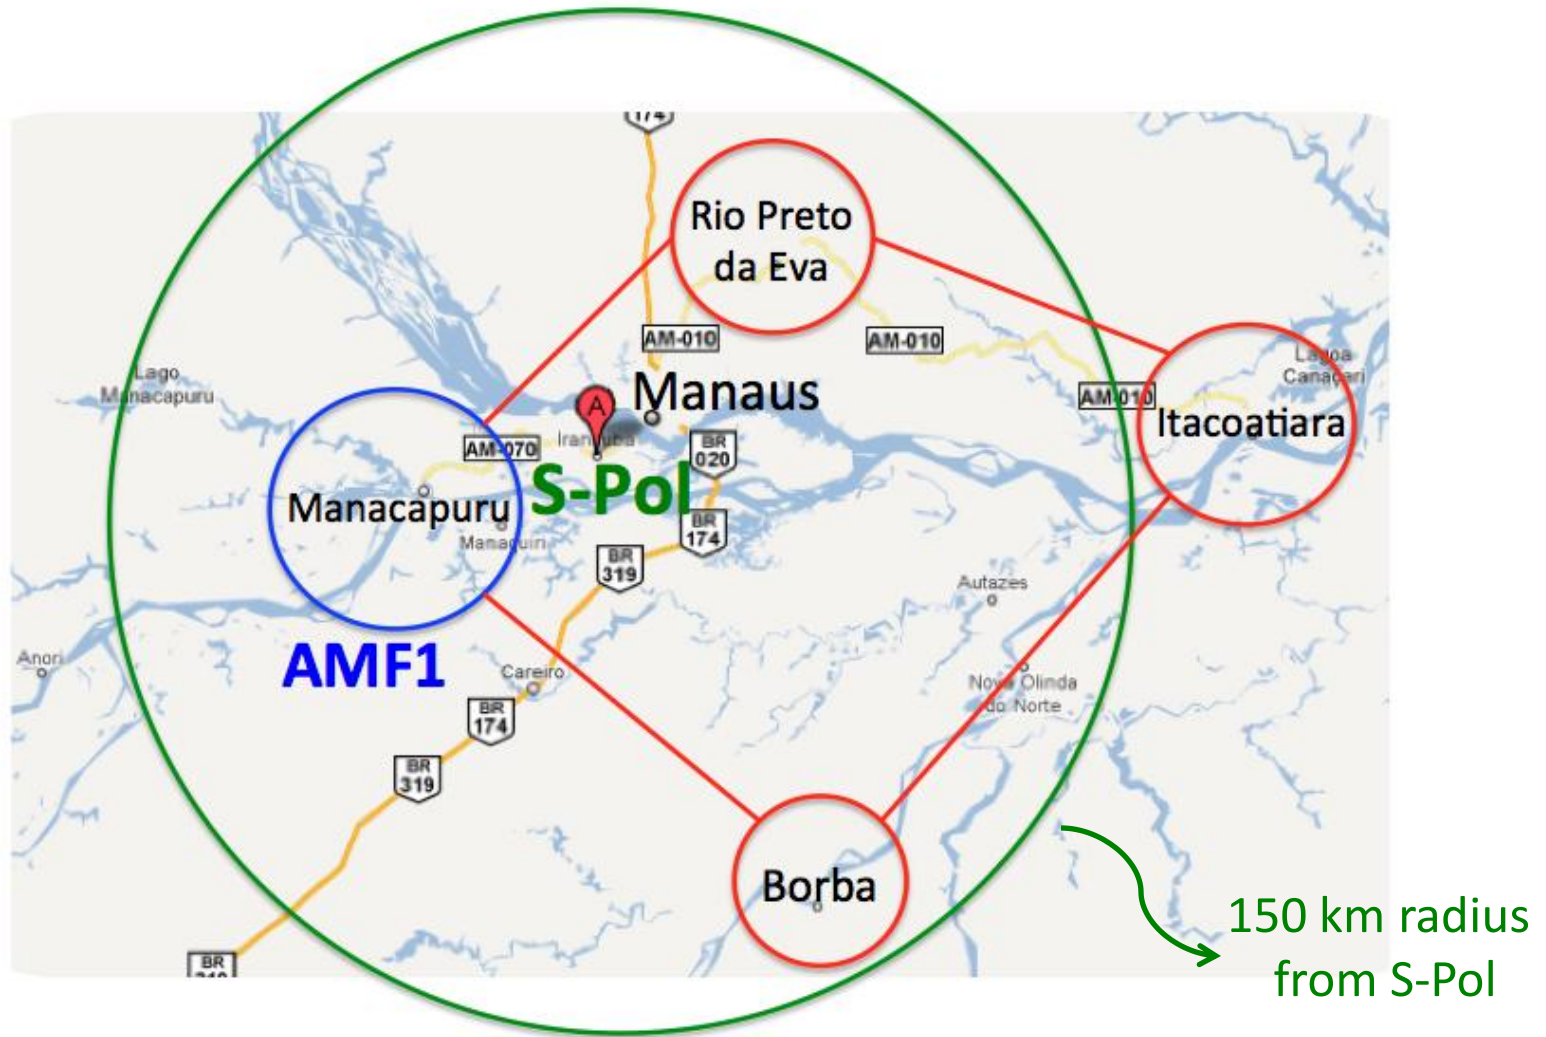 174
Rio Preto
da Eva
AM-010
AM-010
Lago
Manacapuru
Manaus
A
Lagoa
Canaçari
AM-010
Itacoatiara
AM-070
Iranduba
BR
020
S-Pol
Manacapuru
Manaquiri
BR
174
BR
319
Autazes
AMF1
Anori
Careiro
Nova Olinda
do Norte
BR
174
BR
319
Borba
150 km radius
from S-Pol
BR
319